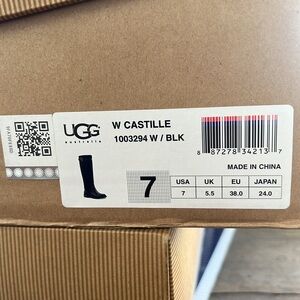 UGG
australia
W CASTILLE
1003294 W / BLK
8 87278 34213 7
MADE IN CHINA
7
USA UK EU JAPAN
7 5.5 38.0 24.0